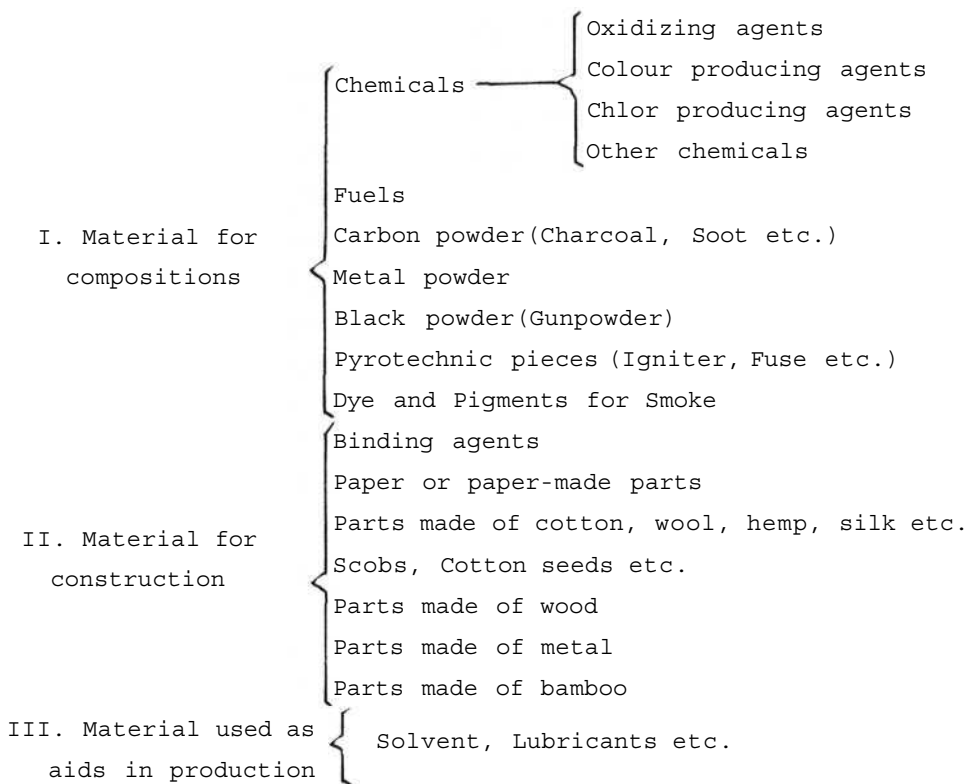 Oxidizing agents
Colour producing agents
Chemicals
Chlor producing agents
Other chemicals
Fuels
I. Material for
compositions
Carbon powder(Charcoal, Soot etc.)
Metal powder
Black powder(Gunpowder)
Pyrotechnic pieces (Igniter, Fuse etc.)
Dye and Pigments for Smoke
Binding agents
Paper or paper-made parts
Parts made of cotton, wool, hemp, silk etc.
II. Material for
construction
Scobs, Cotton seeds etc.
Parts made of wood
Parts made of metal
Parts made of bamboo
III. Material used as
aids in production
Solvent, Lubricants etc.